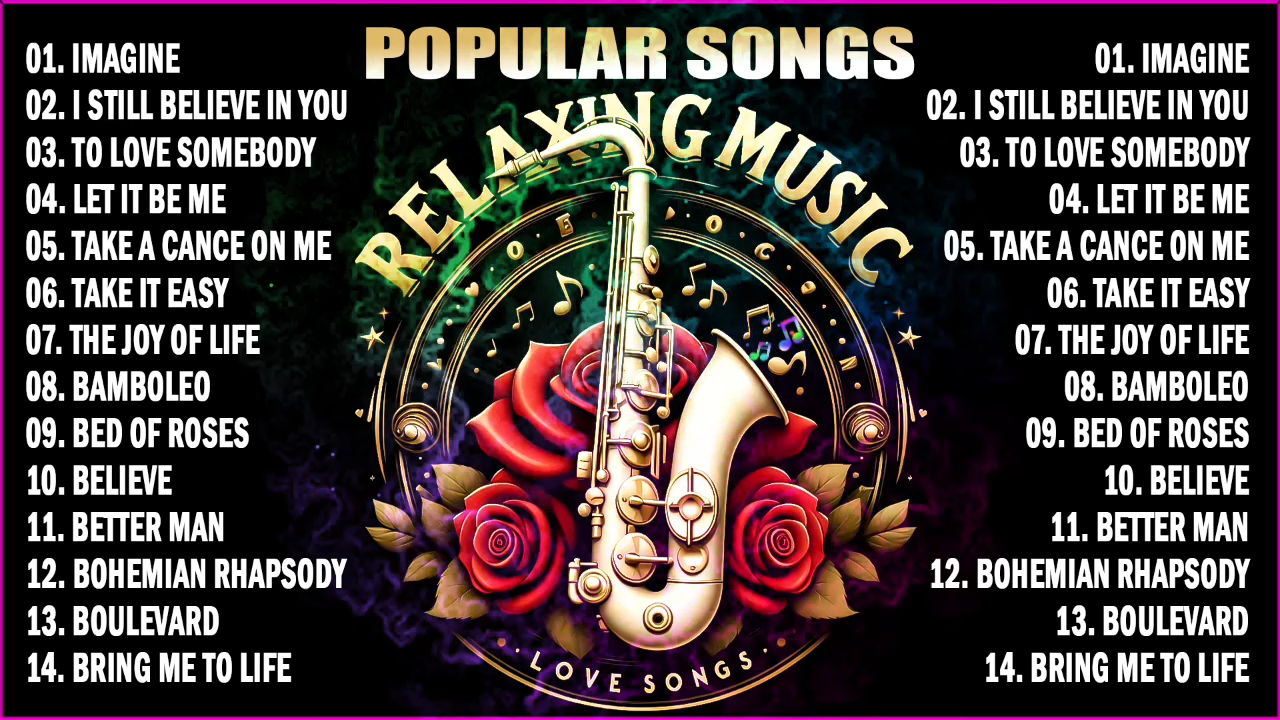 POPULAR SONGS
RELAXING MUSIC
01. IMAGINE
02. I STILL BELIEVE IN YOU
03. TO LOVE SOMEBODY
04. LET IT BE ME
05. TAKE A CANCE ON ME
06. TAKE IT EASY
07. THE JOY OF LIFE
08. BAMBOLEO
09. BED OF ROSES
10. BELIEVE
11. BETTER MAN
12. BOHEMIAN RHAPSODY
13. BOULEVARD
14. BRING ME TO LIFE
01. IMAGINE
02. I STILL BELIEVE IN YOU
03. TO LOVE SOMEBODY
04. LET IT BE ME
05. TAKE A CANCE ON ME
06. TAKE IT EASY
07. THE JOY OF LIFE
08. BAMBOLEO
09. BED OF ROSES
10. BELIEVE
11. BETTER MAN
12. BOHEMIAN RHAPSODY
13. BOULEVARD
14. BRING ME TO LIFE
LOVE SONGS